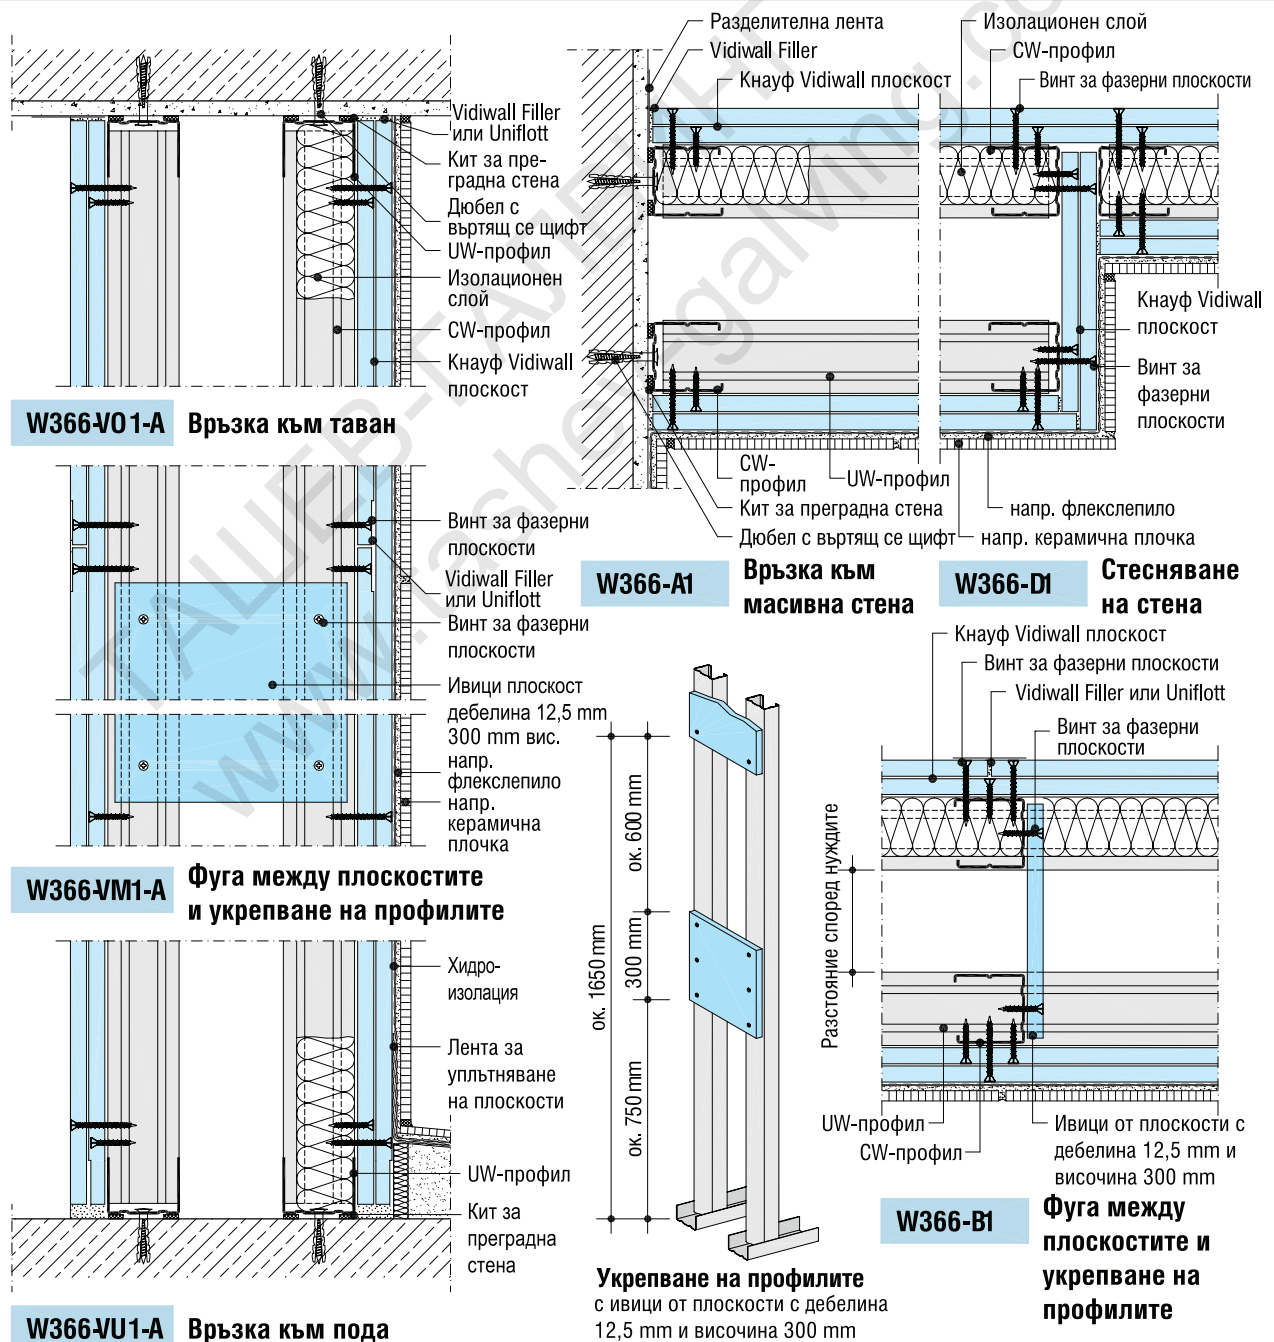 Vidiwall Filler
или Uniflott
Кит за пре-
градна стена
Дюбел с
въртящ се щифт
UW-профил
Изолационен
слой
CW-профил
Кнауф Vidiwall
плоскост
W366-VO1-A Връзка към таван
Разделителна лента
Vidiwall Filler
Кнауф Vidiwall плоскост
Изолационен слой
CW-профил
Винт за фазерни плоскости
Кнауф Vidiwall
плоскост
Винт за
фазерни
плоскости
CW-
профил
UW-профил
Кит за преградна стена
Дюбел с въртящ се щифт
напр. флекслепило
напр. керамична плочка
W366-A1 Връзка към
масивна стена
W366-D1 Стесняване
на стена
Винт за фазерни
плоскости
Vidiwall Filler
или Uniflott
Винт за фазерни
плоскости
Ивици плоскост
дебелина 12,5 mm
300 mm вис.
напр.
флекслепило
напр.
керамична
плочка
W366-VM1-A Фуга между плоскостите
и укрепване на профилите
Хидро-
изолация
Лента за
уплътняване
на плоскости
UW-профил
Кит за
преградна
стена
W366-VU1-A Връзка към пода
ок. 1650 mm
ок. 600 mm
300 mm
ок. 750 mm
Укрепване на профилите
с ивици от плоскости с дебелина
12,5 mm и височина 300 mm
Кнауф Vidiwall плоскост
Винт за фазерни плоскости
Vidiwall Filler или Uniflott
Винт за фазерни
плоскости
Разстояние според нуждите
UW-профил
CW-профил
Ивици от плоскости с
дебелина 12,5 mm и
височина 300 mm
W366-B1 Фуга между
плоскостите и
укрепване на
профилите